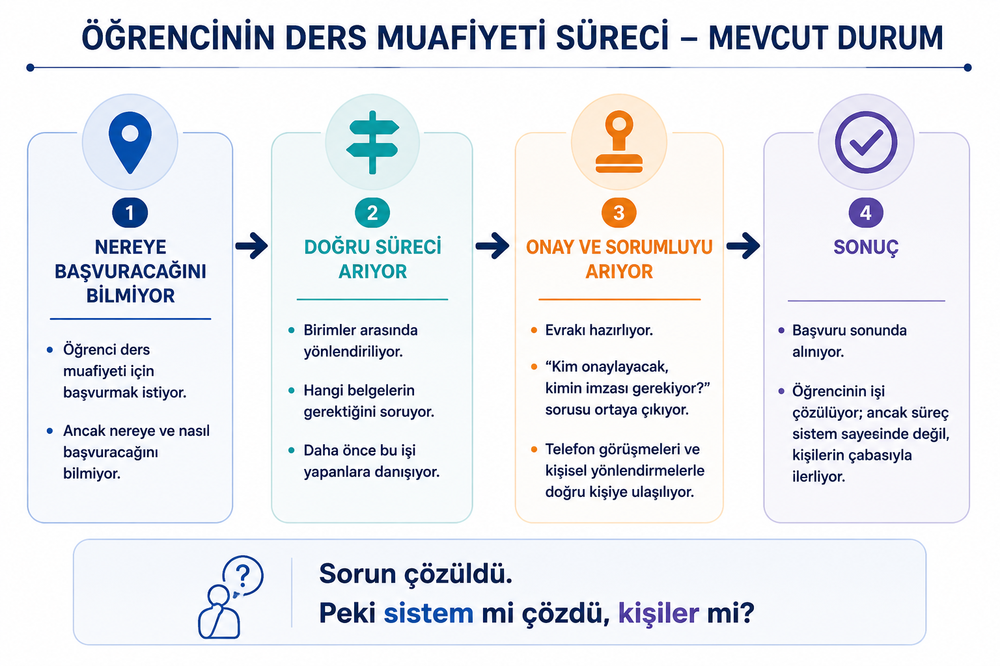 ÖĞRENCİNİN DERS MUAFİYETİ SÜRECİ – MEVCUT DURUM
1
NEREYE
BAŞVURACAĞINI
BİLMİYOR
• Öğrenci ders
muafiyeti için
başvurmak istiyor.
• Ancak nereye ve nasıl
başvuracağını
bilmiyor.
2
DOĞRU SÜRECİ
ARIYOR
• Birimler arasında
yönlendiriliyor.
• Hangi belgelerin
gerektiğini soruyor.
• Daha önce bu işi
yapanlara danışıyor.
3
ONAY VE SORUMLUYU
ARIYOR
• Evrakı hazırlıyor.
• “Kim onaylayacak,
kimin imzası gerekiyor?”
sorusu ortaya çıkıyor.
• Telefon görüşmeleri ve
kişisel yönlendirmelerle
doğru kişiye ulaşılıyor.
4
SONUÇ
• Başvuru sonunda
alınıyor.
• Öğrencinin işi
çözülüyor; ancak süreç
sistem sayesinde değil,
kişilerin çabasıyla
ilerliyor.
?
Sorun çözüldü.
Peki sistem mi çözdü, kişiler mi?